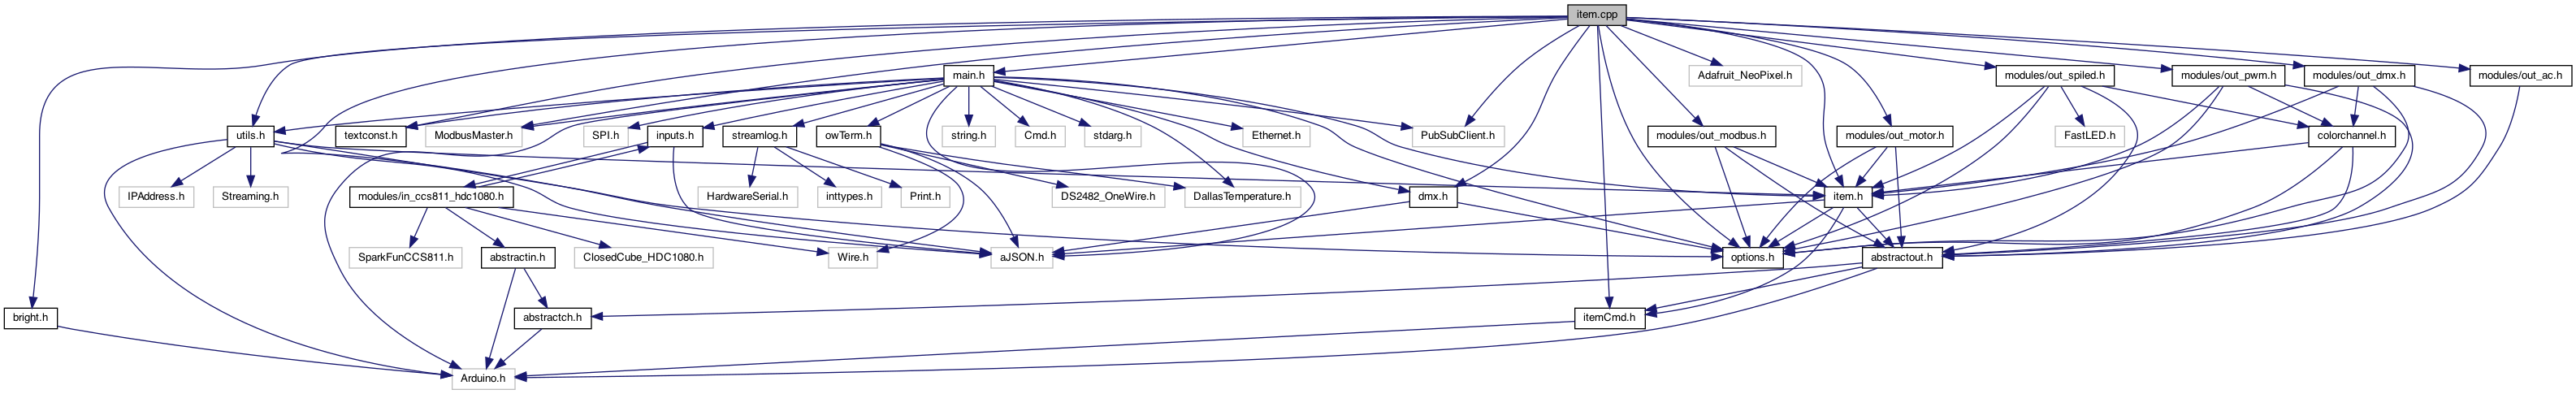 item.cpp
main.h
Adafruit_NeoPixel.h
modules/out_spiled.h
modules/out_pwm.h
modules/out_dmx.h
modules/out_ac.h
utils.h
textconst.h
ModbusMaster.h
SPI.h
inputs.h
streamlog.h
owTerm.h
string.h
Cmd.h
stdarg.h
Ethernet.h
PubSubClient.h
modules/out_modbus.h
modules/out_motor.h
FastLED.h
colorchannel.h
IPAddress.h
Streaming.h
modules/in_ccs811_hdc1080.h
HardwareSerial.h
inttypes.h
Print.h
DS2482_OneWire.h
DallasTemperature.h
dmx.h
item.h
SparkFunCCS811.h
abstractin.h
ClosedCube_HDC1080.h
Wire.h
aJSON.h
options.h
abstractout.h
bright.h
abstractch.h
itemCmd.h
Arduino.h